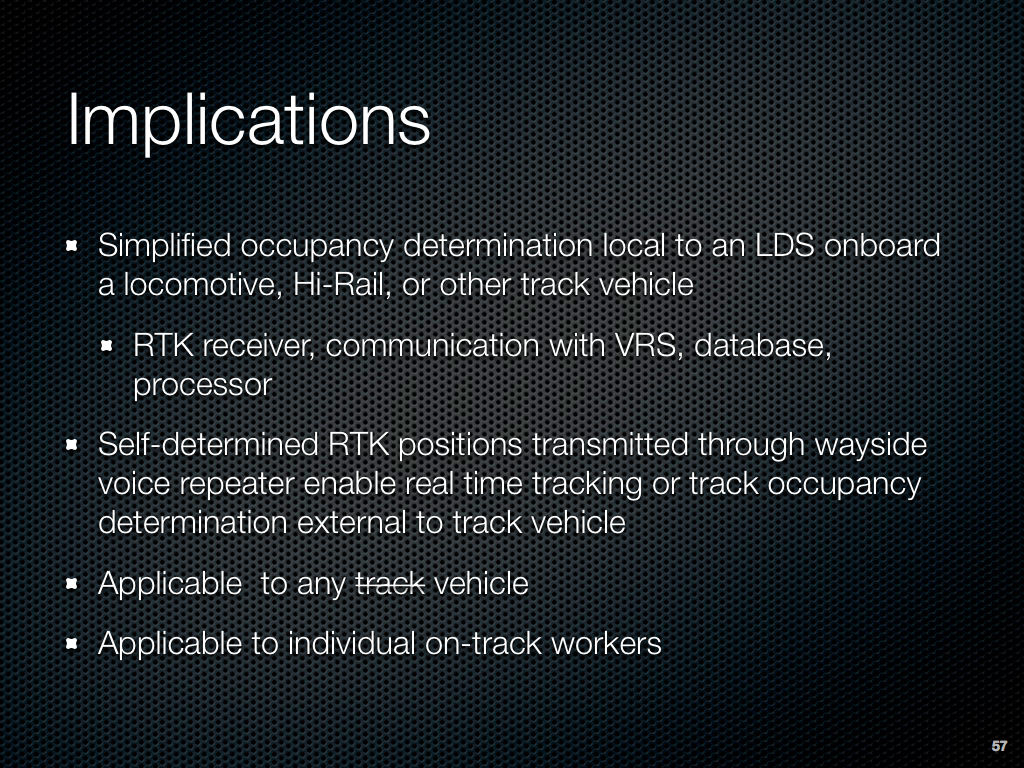 Implications
Simplified occupancy determination local to an LDS onboard
a locomotive, Hi-Rail, or other track vehicle
RTK receiver, communication with VRS, database,
processor
Self-determined RTK positions transmitted through wayside
voice repeater enable real time tracking or track occupancy
determination external to track vehicle
Applicable  to any track vehicle
Applicable to individual on-track workers
57